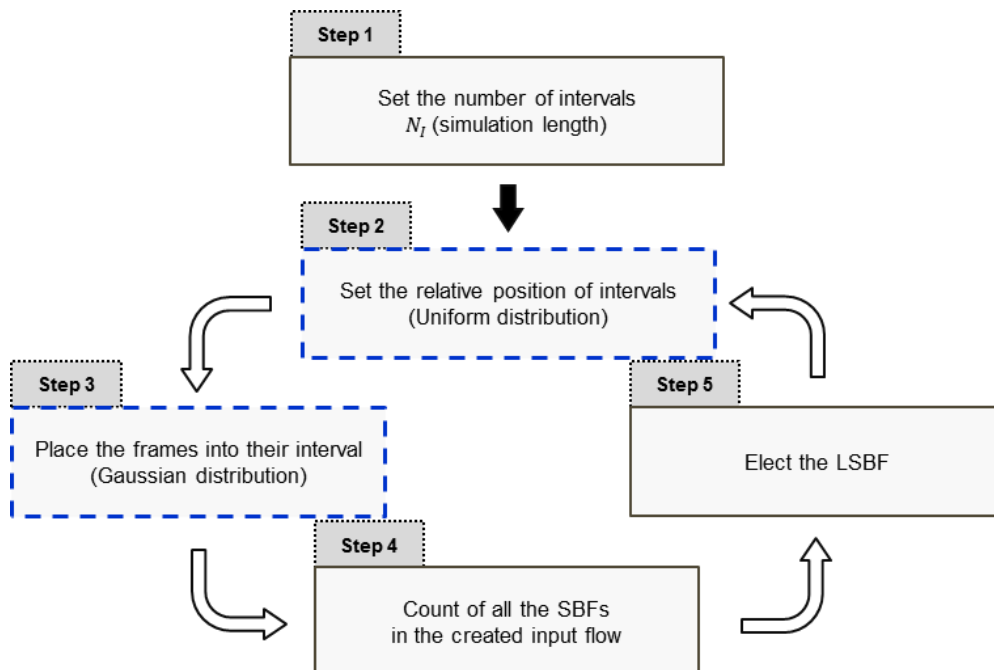 Step 1
Set the number of intervals
N_I (simulation length)
Step 2
Set the relative position of intervals
(Uniform distribution)
Step 3
Place the frames into their interval
(Gaussian distribution)
Step 4
Count of all the SBFs
in the created input flow
Step 5
Elect the LSBF